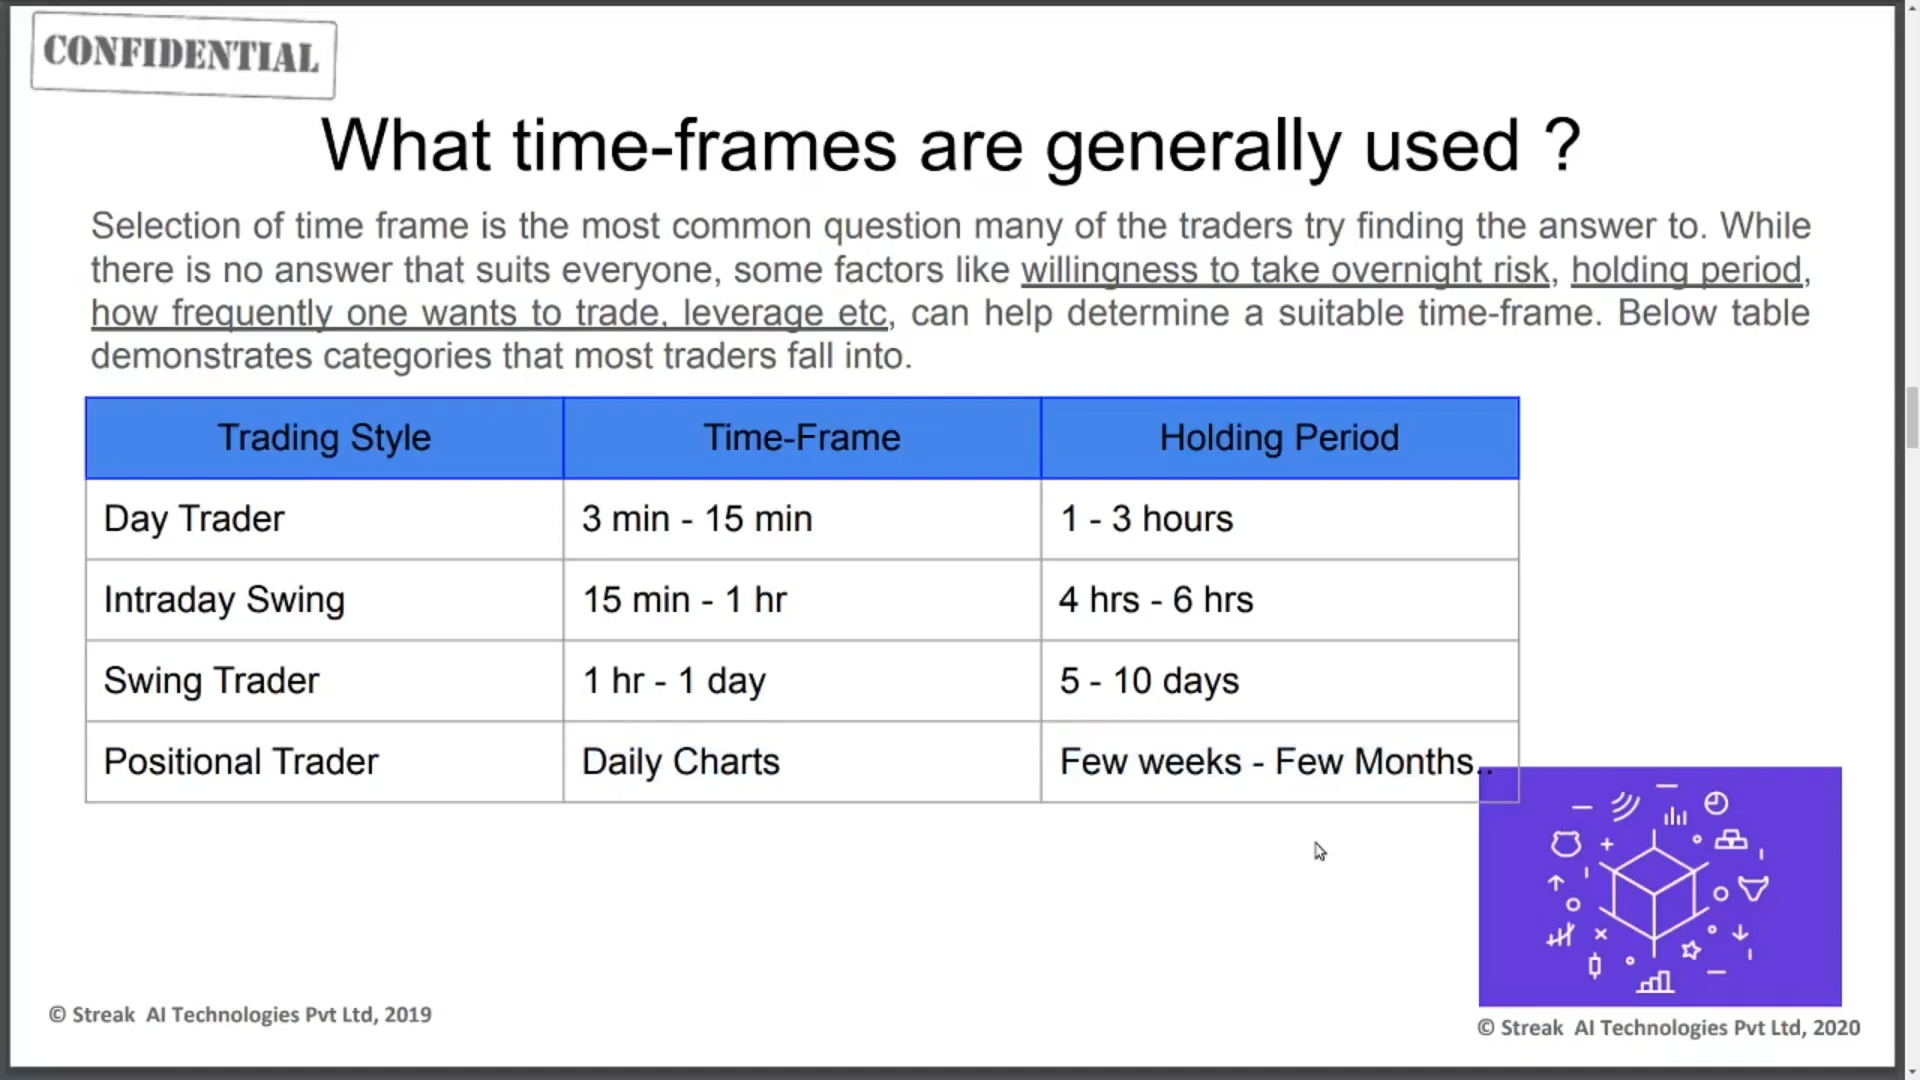 CONFIDENTIAL
What time-frames are generally used ?
Selection of time frame is the most common question many of the traders try finding the answer to. While
there is no answer that suits everyone, some factors like willingness to take overnight risk, holding period,
how frequently one wants to trade, leverage etc, can help determine a suitable time-frame. Below table
demonstrates categories that most traders fall into.
Trading Style Time-Frame Holding Period
Day Trader 3 min - 15 min 1 - 3 hours
Intraday Swing 15 min - 1 hr 4 hrs - 6 hrs
Swing Trader 1 hr - 1 day 5 - 10 days
Positional Trader Daily Charts Few weeks - Few Months..
© Streak AI Technologies Pvt Ltd, 2019
© Streak AI Technologies Pvt Ltd, 2020